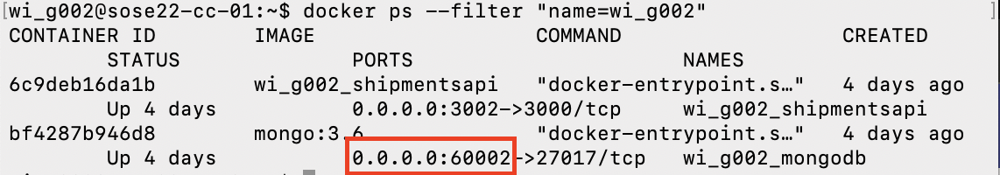 [wi_g002@sose22-cc-01:~$ docker ps --filter "name=wi_g002"]
CONTAINER ID IMAGE COMMAND CREATED
STATUS PORTS NAMES
6c9deb16da1b wi_g002_shipmentsapi "docker-entrypoint.s…" 4 days ago
Up 4 days 0.0.0.0:3002->3000/tcp wi_g002_shipmentsapi
bf4287b946d8 mongo:3.6 "docker-entrypoint.s…" 4 days ago
Up 4 days 0.0.0.0:60002->27017/tcp wi_g002_mongodb